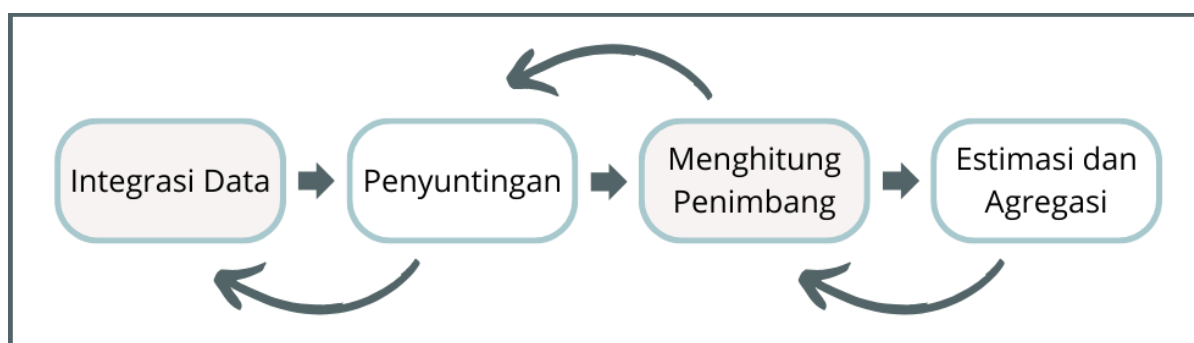 Integrasi Data
Penyuntingan
Menghitung
Penimbang
Estimasi dan
Agregasi